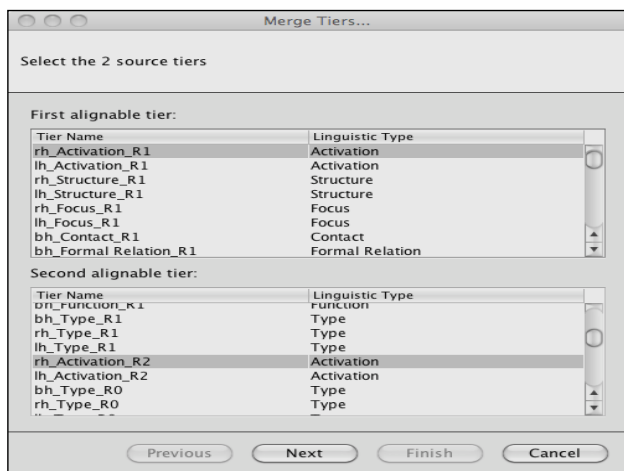 Merge Tiers...
Select the 2 source tiers
First alignable tier:
Tier Name Linguistic Type
rh_Activation_R1 Activation
lh_Activation_R1 Activation
rh_Structure_R1 Structure
lh_Structure_R1 Structure
rh_Focus_R1 Focus
lh_Focus_R1 Focus
bh_Contact_R1 Contact
bh_Formal Relation_R1 Formal Relation
Second alignable tier:
Tier Name Linguistic Type
bh_Function_R1 Function
bh_Type_R1 Type
rh_Type_R1 Type
lh_Type_R1 Type
rh_Activation_R2 Activation
lh_Activation_R2 Activation
bh_Type_R0 Type
rh_Type_R0 Type
Previous Next Finish Cancel